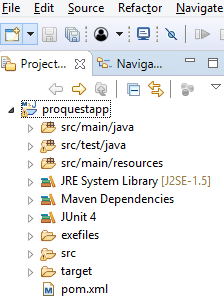 File Edit Source Refactor Navigate
Project... Naviga...
proquestapp
src/main/java
src/test/java
src/main/resources
JRE System Library [J2SE-1.5]
Maven Dependencies
JUnit 4
exefiles
src
target
pom.xml